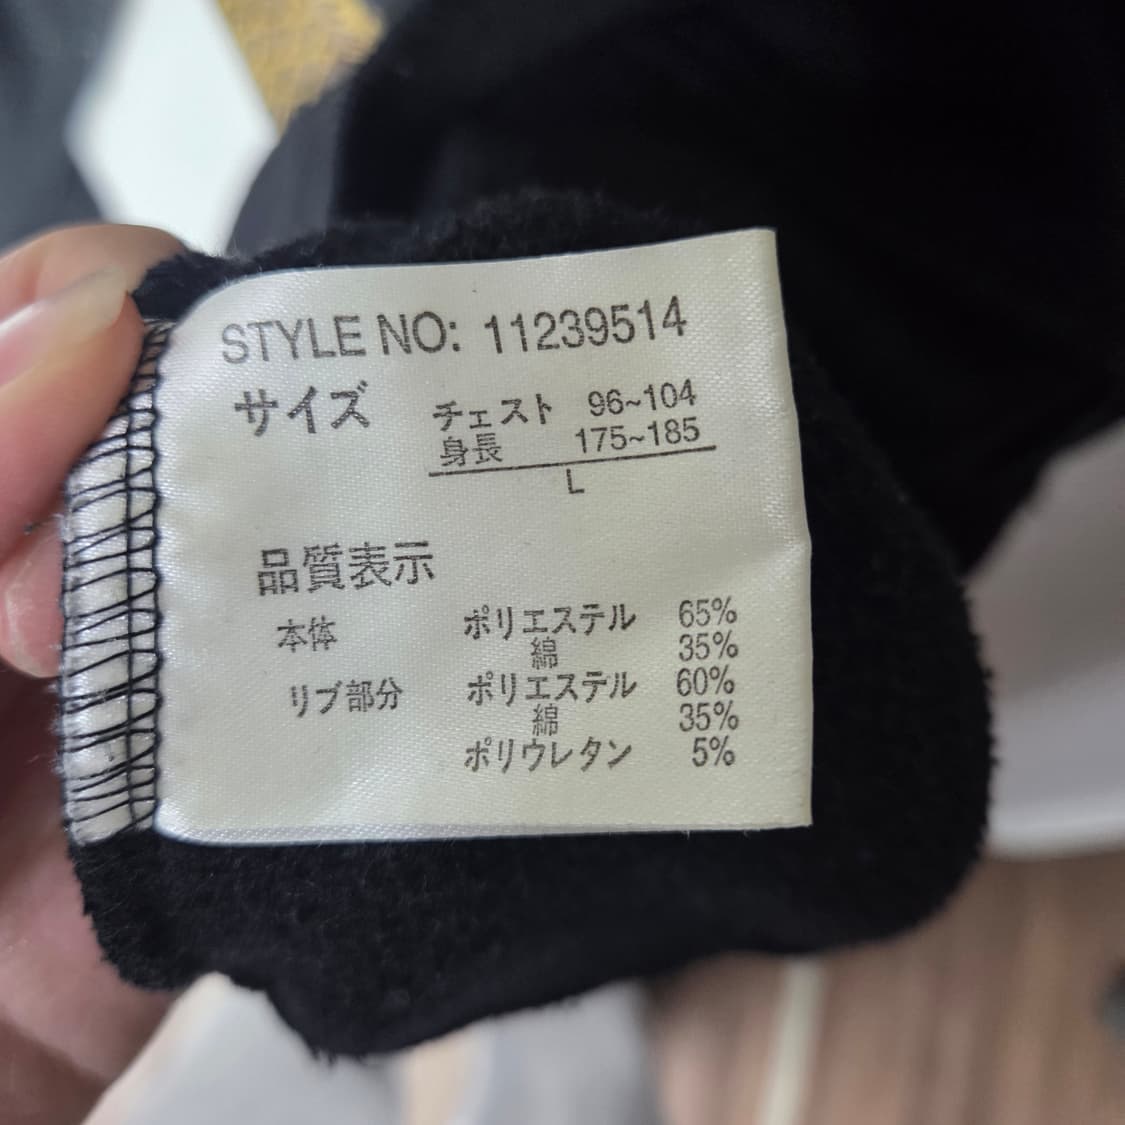 STYLE NO: 11239514
サイズ チェスト 96~104
身長 175~185
L
品質表示
本体 ポリエステル 65%
綿 35%
リブ部分 ポリエステル 60%
綿 35%
ポリウレタン 5%